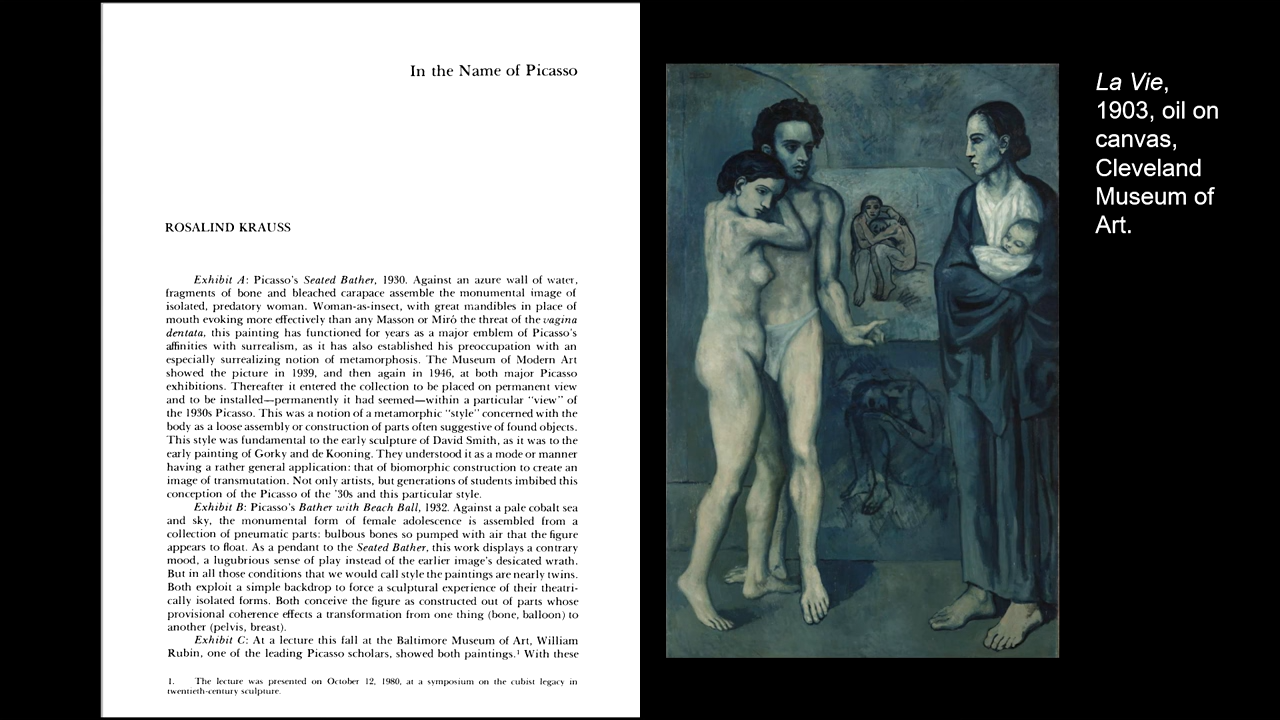 In the Name of Picasso
ROSALIND KRAUSS
Exhibit A: Picasso's Seated Bather, 1930. Against an azure wall of water,
fragments of bone and bleached carapace assemble the monumental image of
isolated, predatory woman. Woman-as-insect, with great mandibles in place of
mouth evoking more effectively than any Masson or Miró the threat of the vagina
dentata, this painting has functioned for years as a major emblem of Picasso's
affinities with surrealism, as it has also established his preoccupation with an
especially surrealizing notion of metamorphosis. The Museum of Modern Art
showed the picture in 1939, and then again in 1946, at both major Picasso
exhibitions. Thereafter it entered the collection to be placed on permanent view
and to be installed—permanently it had seemed—within a particular "view" of
the 1930s Picasso. This was a notion of a metamorphic "style" concerned with the
body as a loose assembly or construction of parts often suggestive of found objects.
This style was fundamental to the early sculpture of David Smith, as it was to the
early painting of Gorky and de Kooning. They understood it as a mode or manner
having a rather general application: that of biomorphic construction to create an
image of transmutation. Not only artists, but generations of students imbibed this
conception of the Picasso of the '30s and this particular style.
Exhibit B: Picasso's Bather with Beach Ball, 1932. Against a pale cobalt sea
and sky, the monumental form of female adolescence is assembled from a
collection of pneumatic parts: bulbous bones so pumped with air that the figure
appears to float. As a pendant to the Seated Bather, this work displays a contrary
mood, a lugubrious sense of play instead of the earlier image's desicated wrath.
But in all those conditions that we would call style the paintings are nearly twins.
Both exploit a simple backdrop to force a sculptural experience of their theatri-
cally isolated forms. Both conceive the figure as constructed out of parts whose
provisional coherence effects a transformation from one thing (bone, balloon) to
another (pelvis, breast).
Exhibit C: At a lecture this fall at the Baltimore Museum of Art, William
Rubin, one of the leading Picasso scholars, showed both paintings.¹ With these
1. The lecture was presented on October 12, 1980, at a symposium on the cubist legacy in
twentieth-century sculpture.
La Vie,
1903, oil on
canvas,
Cleveland
Museum of
Art.